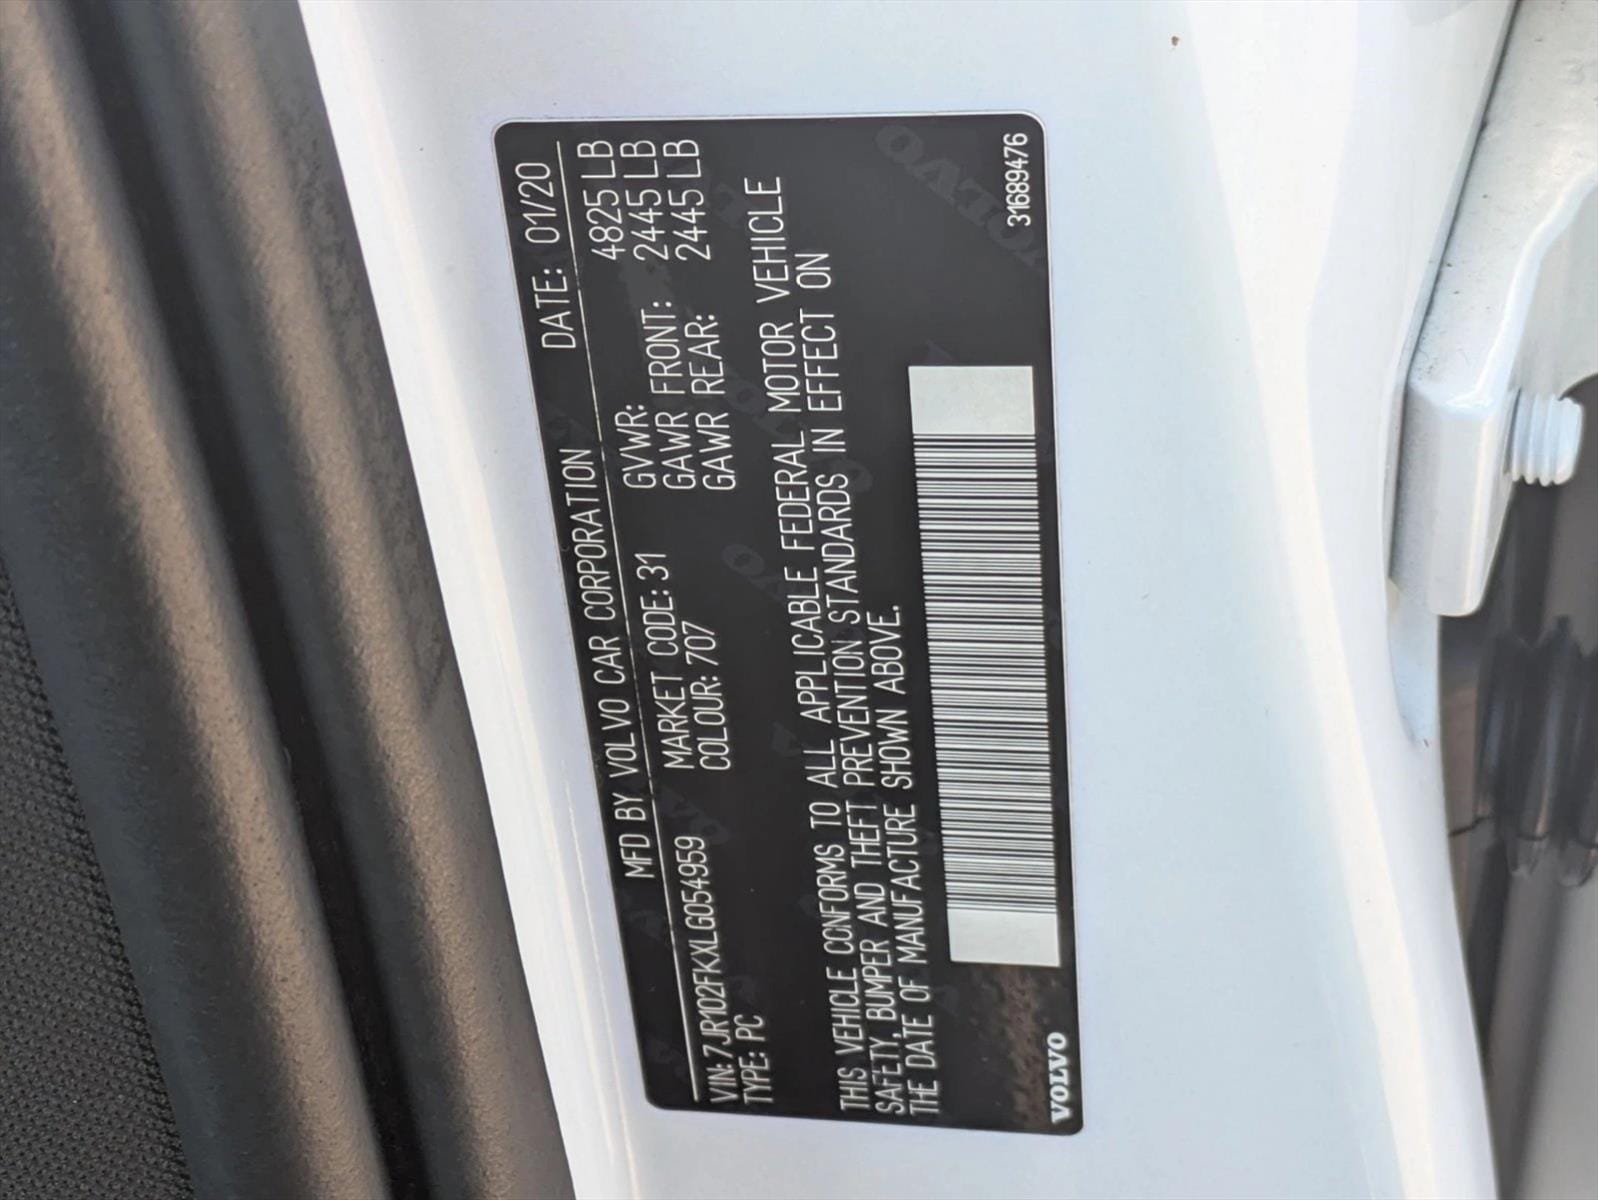 MFD BY VOLVO CAR CORPORATION DATE: 01/20
VIN: 7JR102FKXLG054959 MARKET CODE: 31 GVWR: 4825 LB
TYPE: PC COLOUR: 707 GAWR FRONT: 2445 LB
GAWR REAR: 2445 LB
THIS VEHICLE CONFORMS TO ALL APPLICABLE FEDERAL MOTOR VEHICLE
SAFETY, BUMPER AND THEFT PREVENTION STANDARDS IN EFFECT ON
THE DATE OF MANUFACTURE SHOWN ABOVE.
VOLVO 31689476